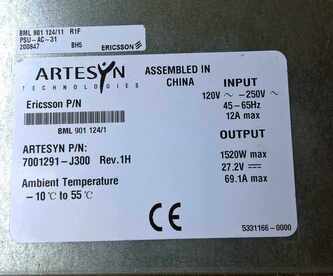 BML 901 124/11 R1F
PSU-AC-31
200847 BH5 ERICSSON
ARTESYN
TECHNOLOGIES
ASSEMBLED IN
CHINA
Ericsson P/N
BML 901 124/1
ARTESYN P/N:
7001291-J300 Rev.1H
Ambient Temperature
-10℃ to 55℃
INPUT
120V ~ -250V ~
45-65Hz
12A max
OUTPUT
1520W max
27.2V ⎓
69.1A max
CE
5331166-0000